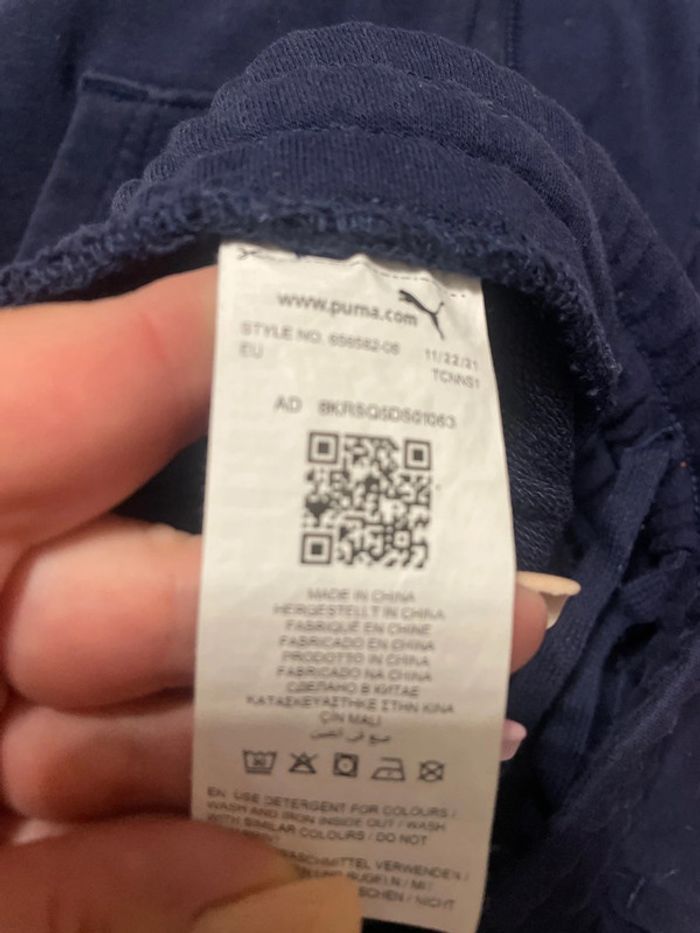 www.puma.com
STYLE NO. 656582-06 11/22/21
EU TCNNS1
AD
MADE IN CHINA
HERGESTELLT IN CHINA
FABRIQUÉ EN CHINE
FABRICADO EN CHINA
PRODOTTO IN CHINA
FABRICADO NA CHINA
СДЕЛАНО В КИТАЕ
ΚΑΤΑΣΚΕΥΑΣΤΗΚΕ ΣΤΗΝ ΚΙΝΑ
ÇİN MALI
صنع في الصين
EN USE DETERGENT FOR COLOURS /
WASH AND IRON INSIDE OUT / WASH
WITH SIMILAR COLOURS / DO NOT
WASCHMITTEL VERWENDEN /